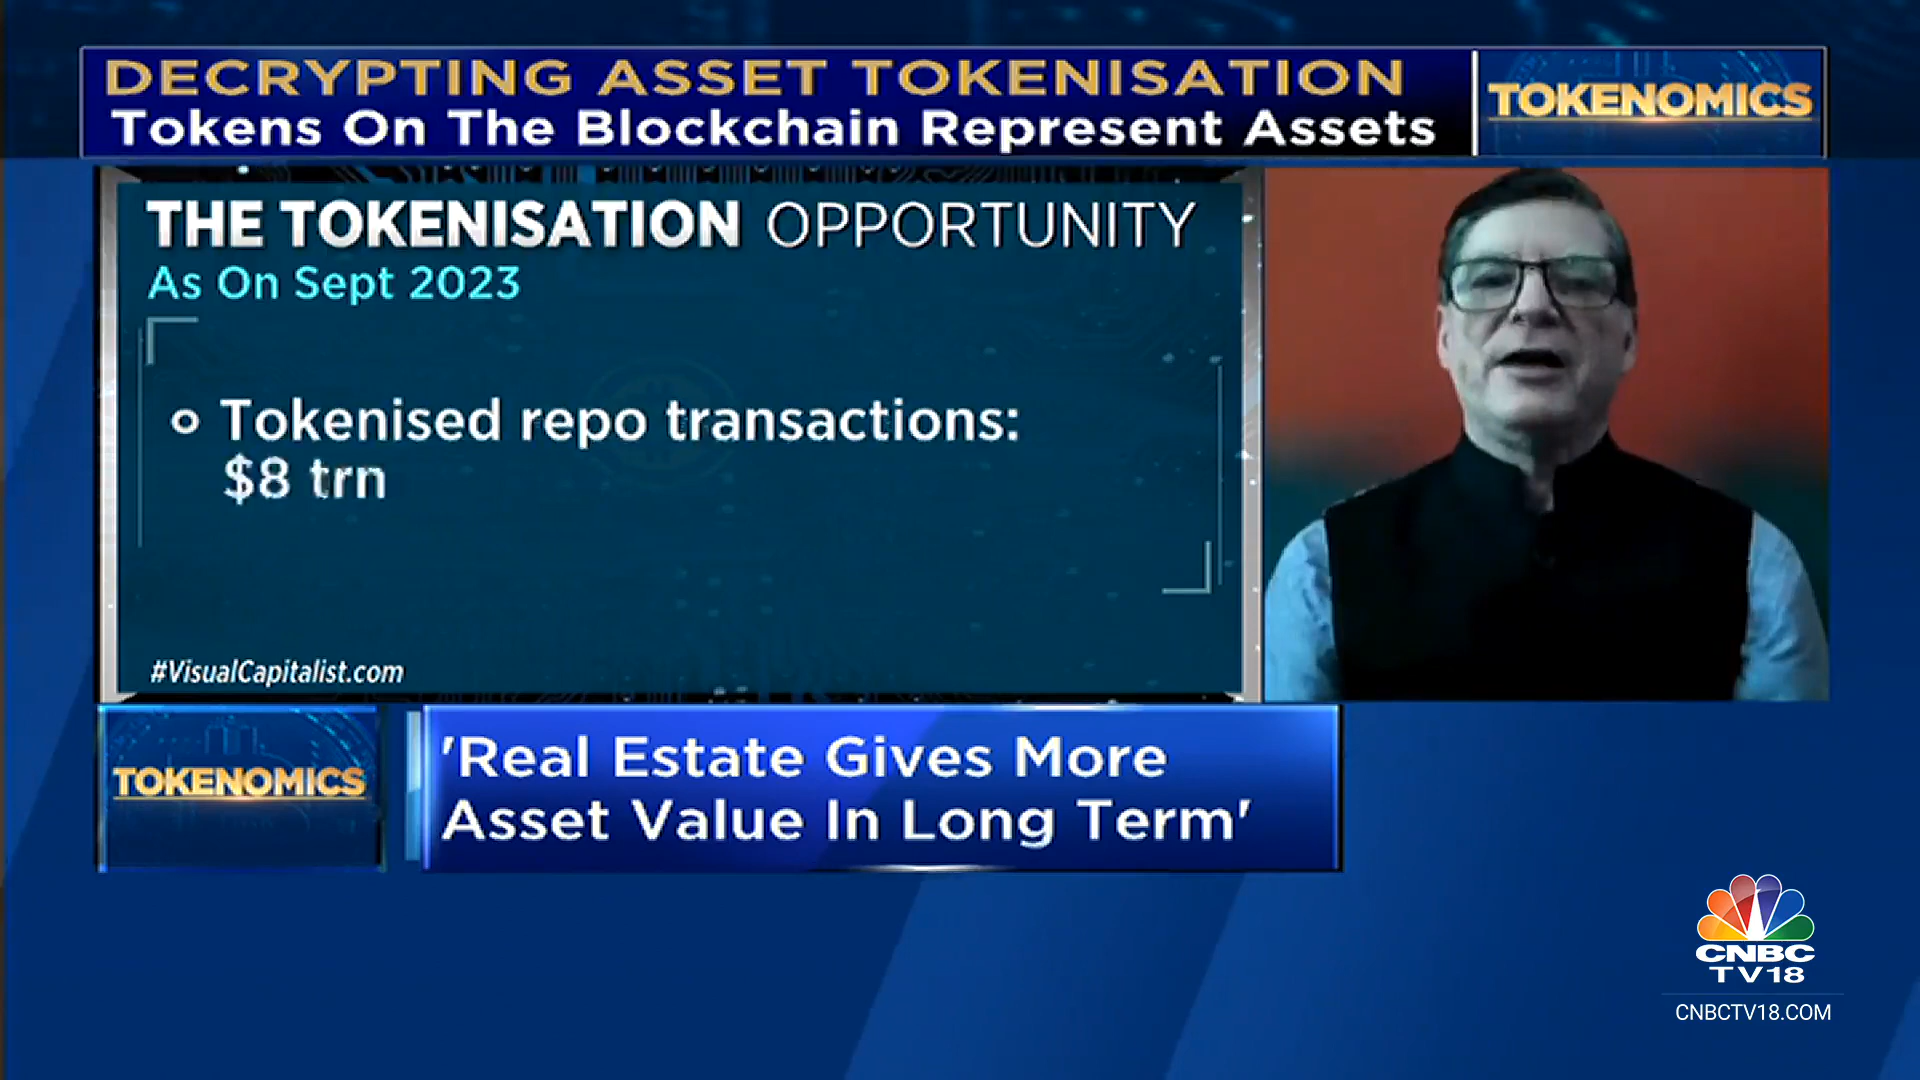 DECRYPTING ASSET TOKENISATION
Tokens On The Blockchain Represent Assets
TOKENOMICS
THE TOKENISATION OPPORTUNITY
As On Sept 2023
Tokenised repo transactions:
$8 trn
#VisualCapitalist.com
TOKENOMICS
'Real Estate Gives More
Asset Value In Long Term'
CNBC
TV18
CNBCTV18.COM